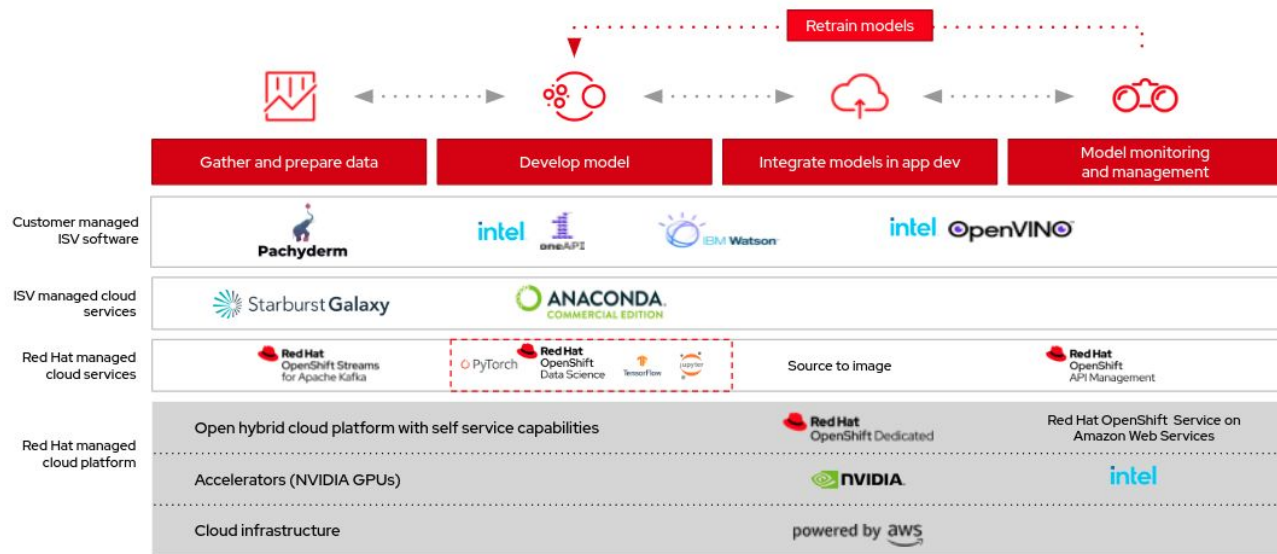 Retrain models
Gather and prepare data
Develop model
Integrate models in app dev
Model monitoring
and management
Customer managed
ISV software
Pachyderm
intel
oneAPI
IBM Watson™
intel
OpenVINO™
ISV managed cloud
services
Starburst Galaxy
ANACONDA.
COMMERCIAL EDITION
Red Hat managed
cloud services
Red Hat
OpenShift Streams
for Apache Kafka
PyTorch
Red Hat
OpenShift
Data Science
TensorFlow
jupyter
Source to image
Red Hat
OpenShift
API Management
Red Hat managed
cloud platform
Open hybrid cloud platform with self service capabilities
Red Hat
OpenShift Dedicated
Red Hat OpenShift Service on
Amazon Web Services
Accelerators (NVIDIA GPUs)
NVIDIA.
intel
Cloud infrastructure
powered by aws